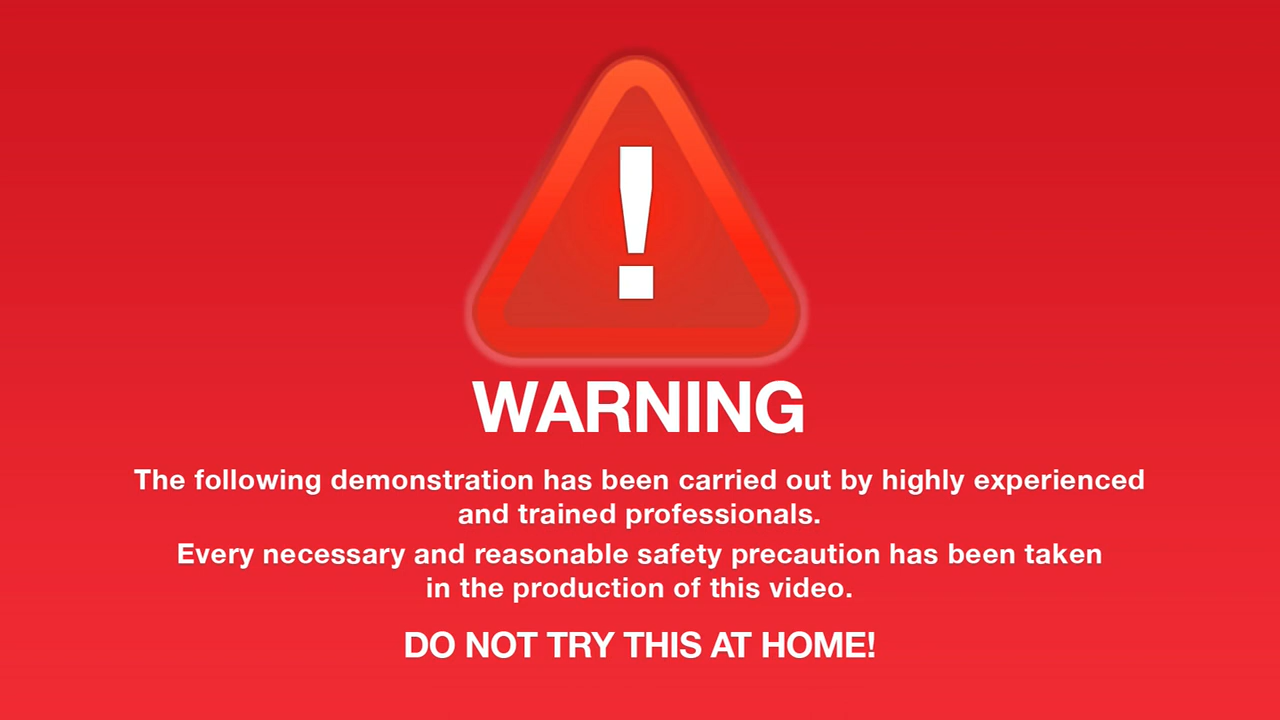 !
WARNING
The following demonstration has been carried out by highly experienced
and trained professionals.
Every necessary and reasonable safety precaution has been taken
in the production of this video.
DO NOT TRY THIS AT HOME!